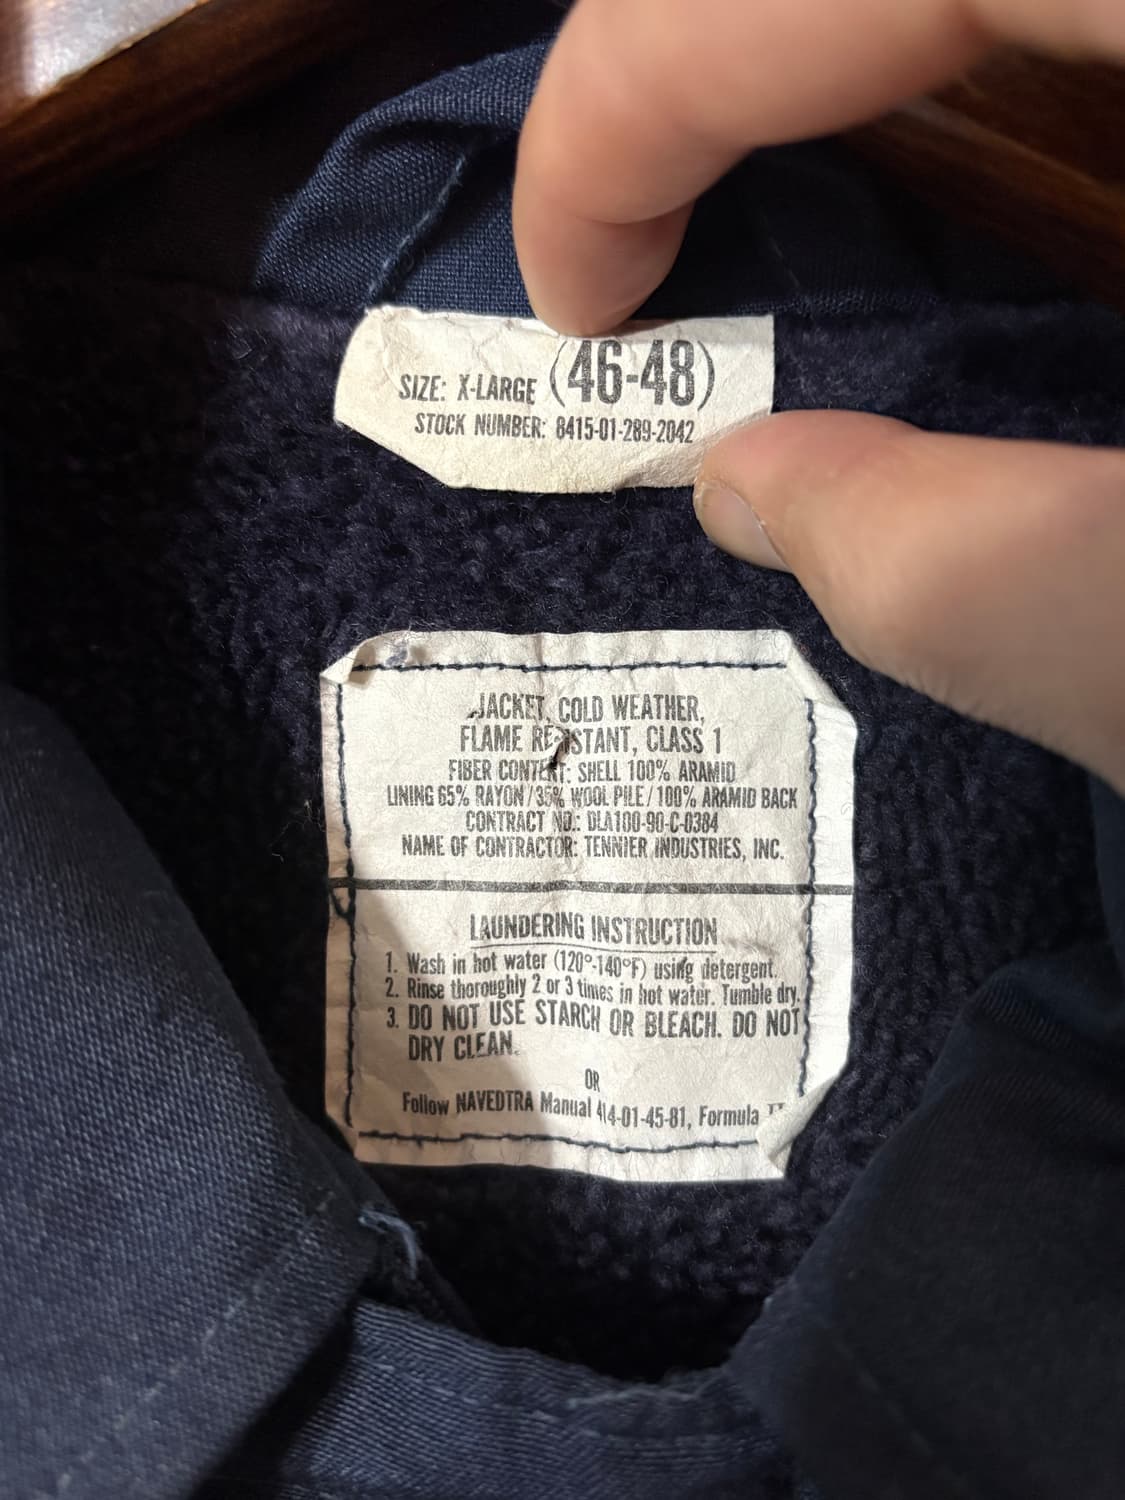 SIZE: X-LARGE (46-48)
STOCK NUMBER: 8415-01-289-2042
JACKET, COLD WEATHER,
FLAME RESISTANT, CLASS 1
FIBER CONTENT: SHELL 100% ARAMID
LINING 65% RAYON/35% WOOL PILE/100% ARAMID BACK
CONTRACT NO.: DLA100-90-C-0384
NAME OF CONTRACTOR: TENNIER INDUSTRIES, INC.
LAUNDERING INSTRUCTION
1. Wash in hot water (120°-140°F) using detergent.
2. Rinse thoroughly 2 or 3 times in hot water. Tumble dry.
3. DO NOT USE STARCH OR BLEACH. DO NOT
DRY CLEAN.
OR
Follow NAVEDTRA Manual 414-01-45-81, Formula II